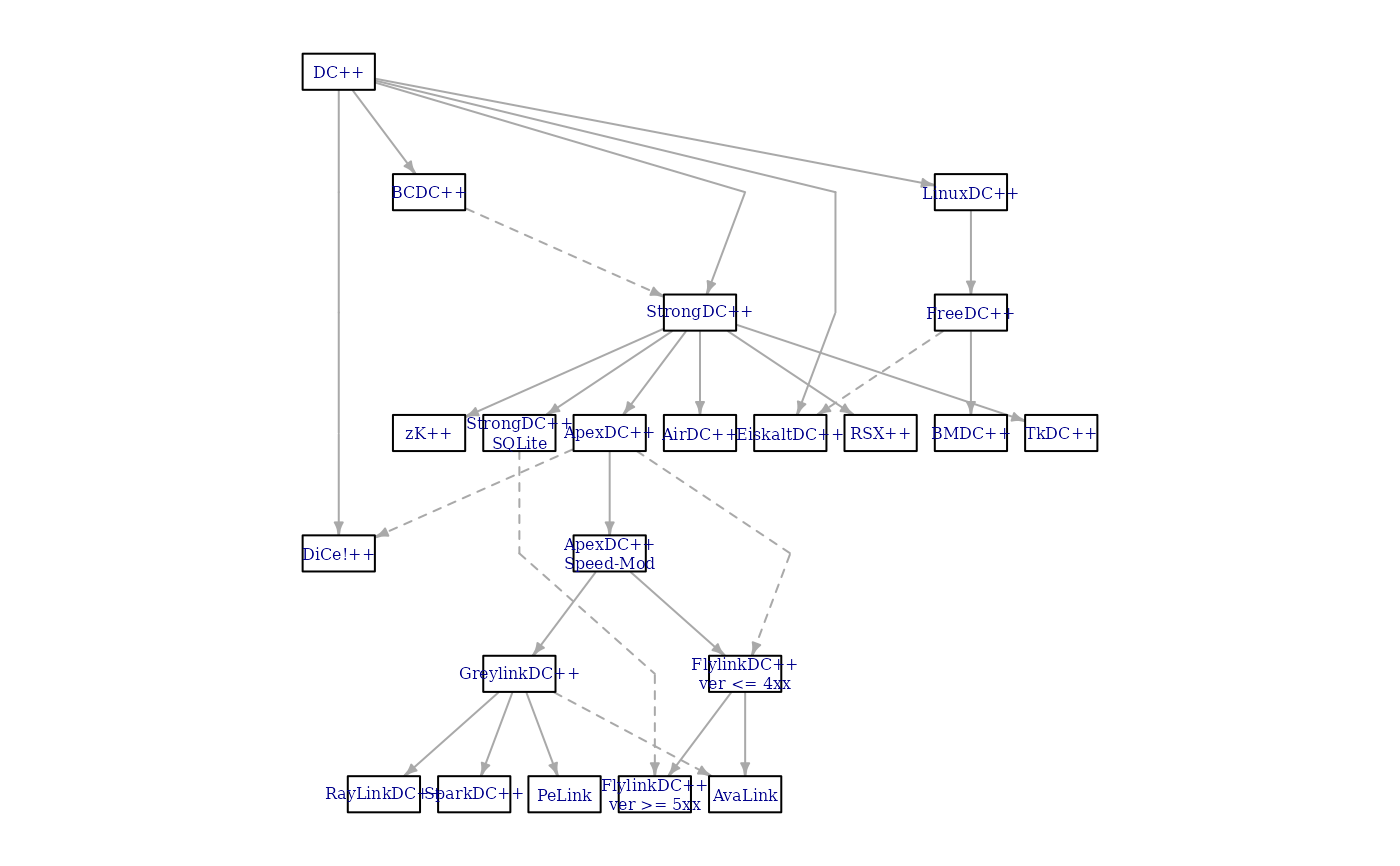 DC++
BCDC++
LinuxDC++
StrongDC++
FreeDC++
zK++
StrongDC++
SQLite
ApexDC++
AirDC++
EiskaltDC++
RSX++
BMDC++
TkDC++
DiCe!++
ApexDC++
Speed-Mod
GreylinkDC++
FlylinkDC++
ver <= 4xx
RayLinkDC++
SparkDC++
PeLink
FlylinkDC++
ver >= 5xx
AvaLink